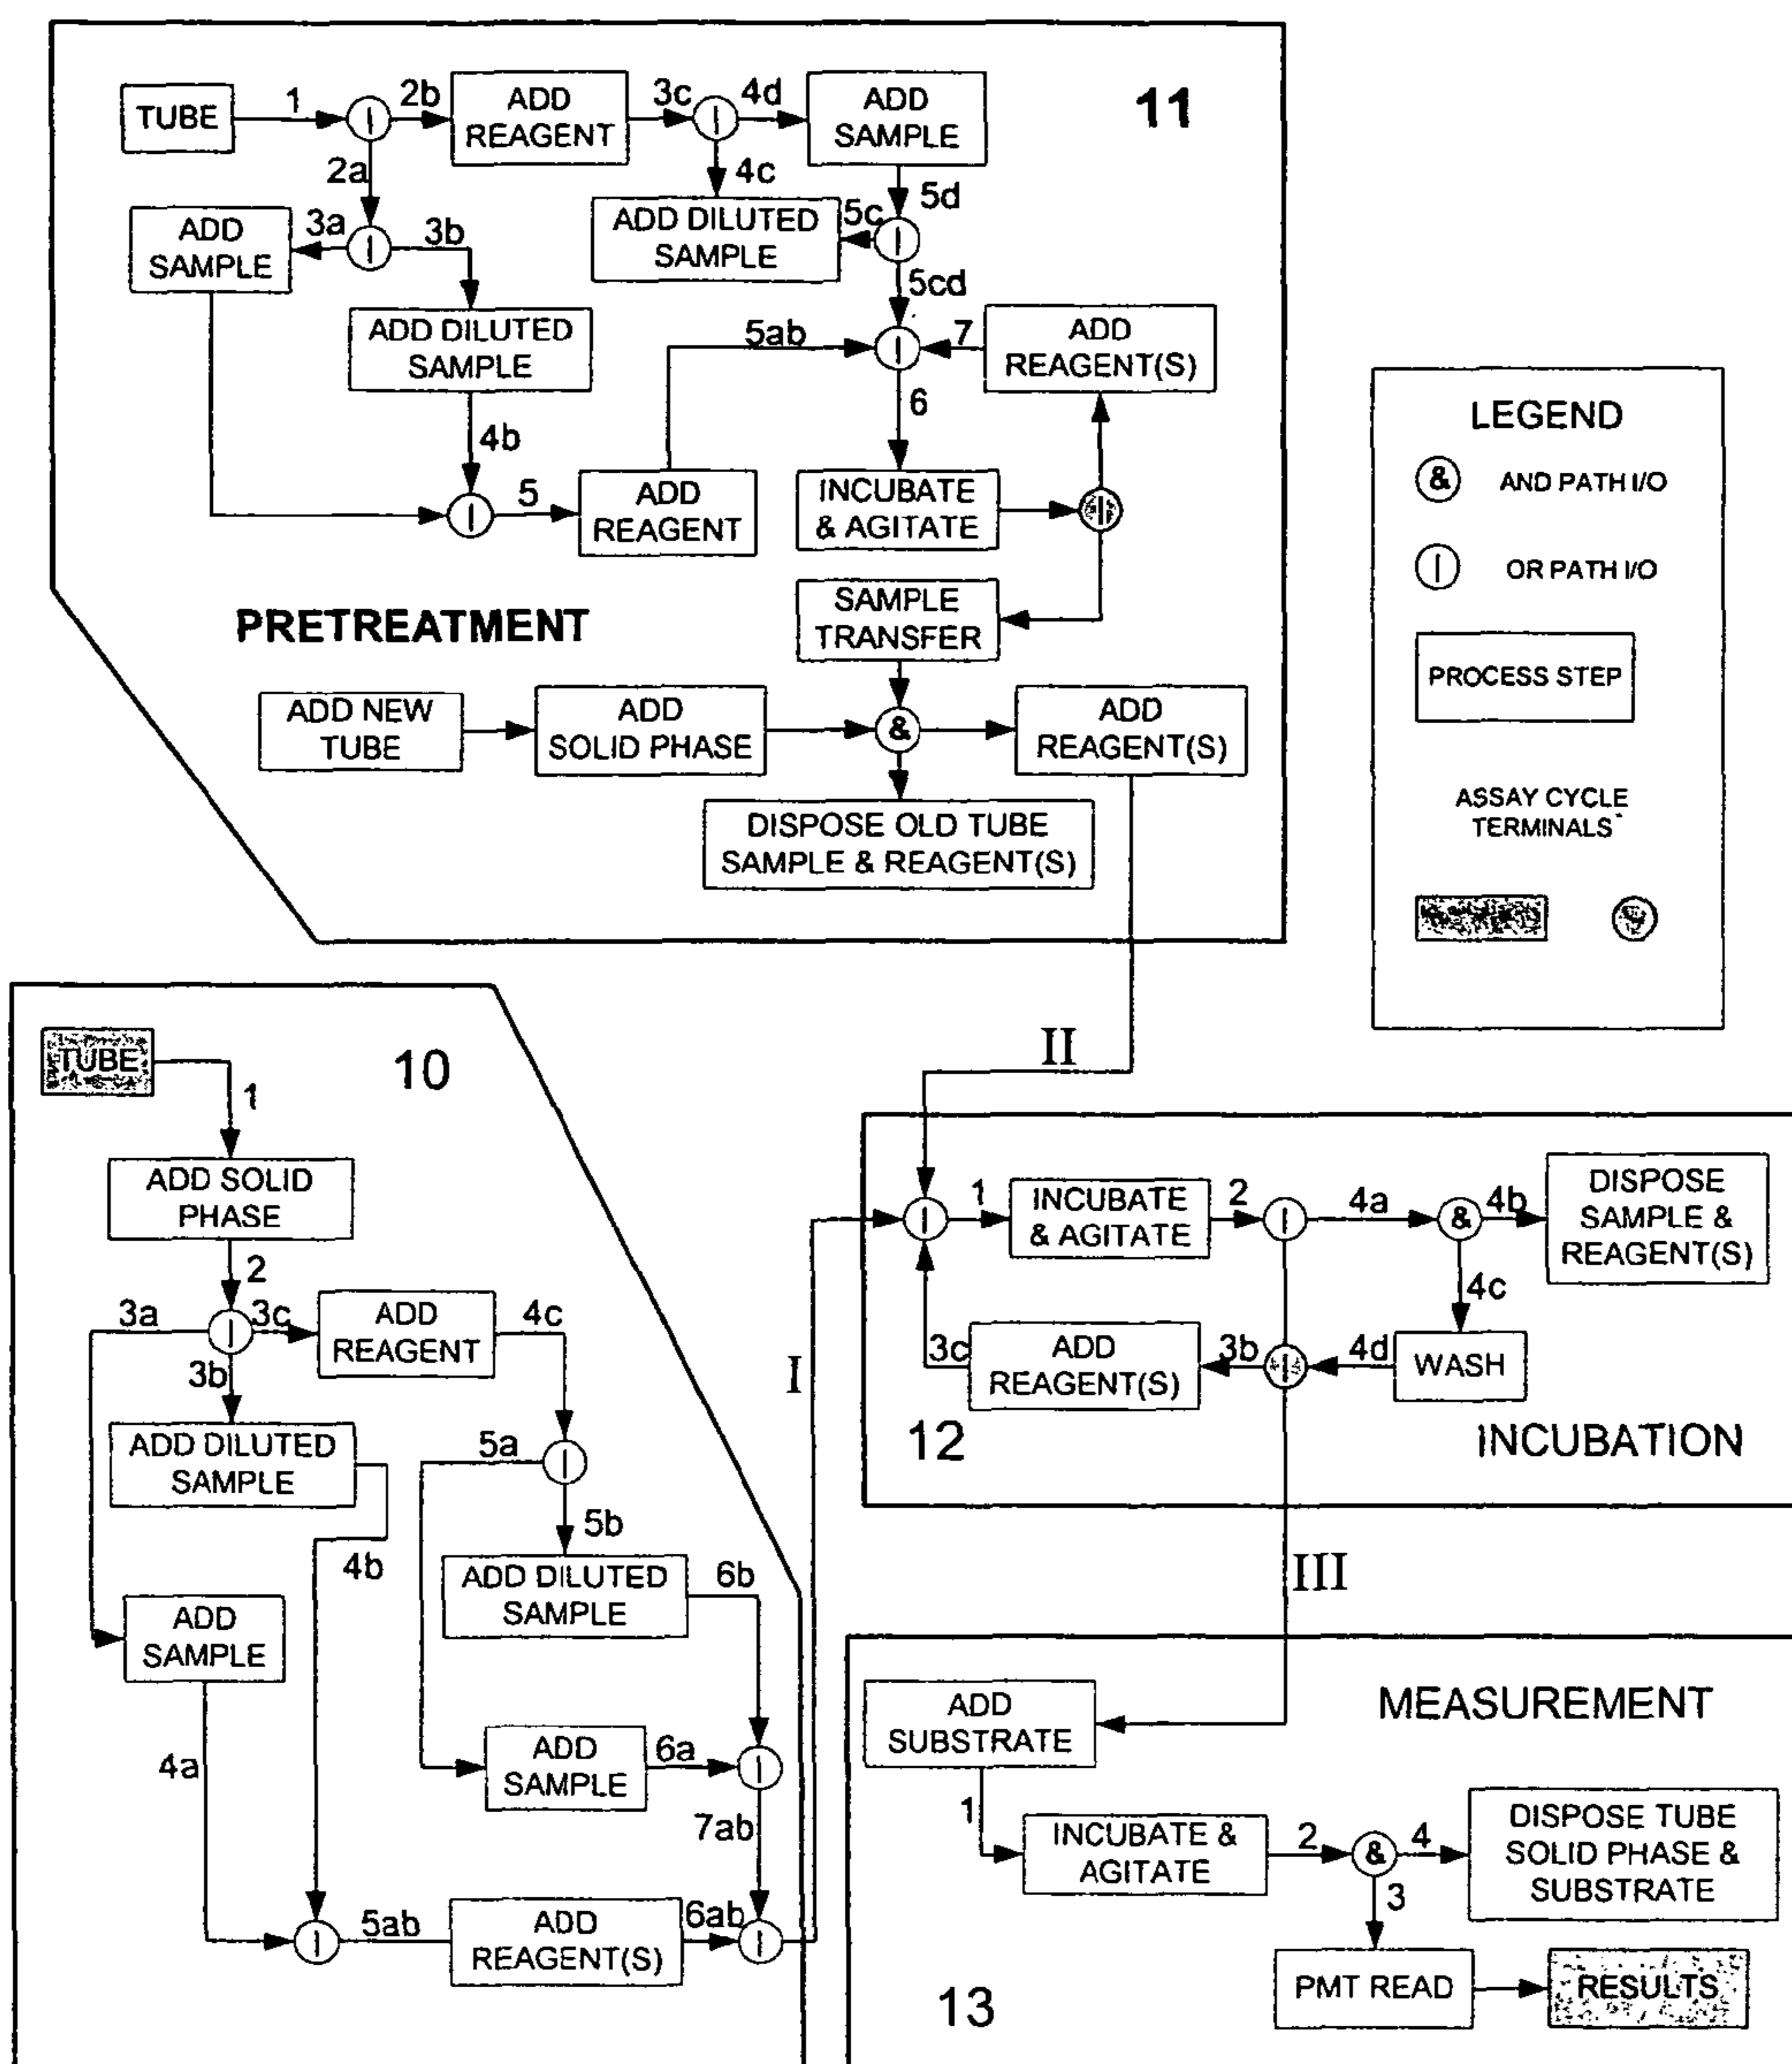 11
TUBE
1
2b
ADD
REAGENT
3c
4d
ADD
SAMPLE
2a
4c
5d
ADD
SAMPLE
3a
3b
ADD DILUTED
SAMPLE
5c
5cd
ADD DILUTED
SAMPLE
5ab
7
ADD
REAGENT(S)
6
4b
5
ADD
REAGENT
INCUBATE
& AGITATE
PRETREATMENT
SAMPLE
TRANSFER
ADD NEW
TUBE
ADD
SOLID PHASE
&
ADD
REAGENT(S)
DISPOSE OLD TUBE
SAMPLE & REAGENT(S)
LEGEND
& AND PATH I/O
| OR PATH I/O
PROCESS STEP
ASSAY CYCLE
TERMINALS
II
10
TUBE
1
ADD SOLID
PHASE
2
3a
3c
ADD
REAGENT
4c
3b
ADD DILUTED
SAMPLE
5a
5b
4b
ADD DILUTED
SAMPLE
6b
ADD
SAMPLE
4a
ADD
SAMPLE
6a
7ab
5ab
ADD
REAGENT(S)
6ab
I
1
INCUBATE
& AGITATE
2
4a
&
4b
DISPOSE
SAMPLE &
REAGENT(S)
4c
3c
ADD
REAGENT(S)
3b
4d
WASH
12
INCUBATION
III
MEASUREMENT
ADD
SUBSTRATE
1
INCUBATE &
AGITATE
2
&
4
DISPOSE TUBE
SOLID PHASE &
SUBSTRATE
3
PMT READ
RESULTS
13